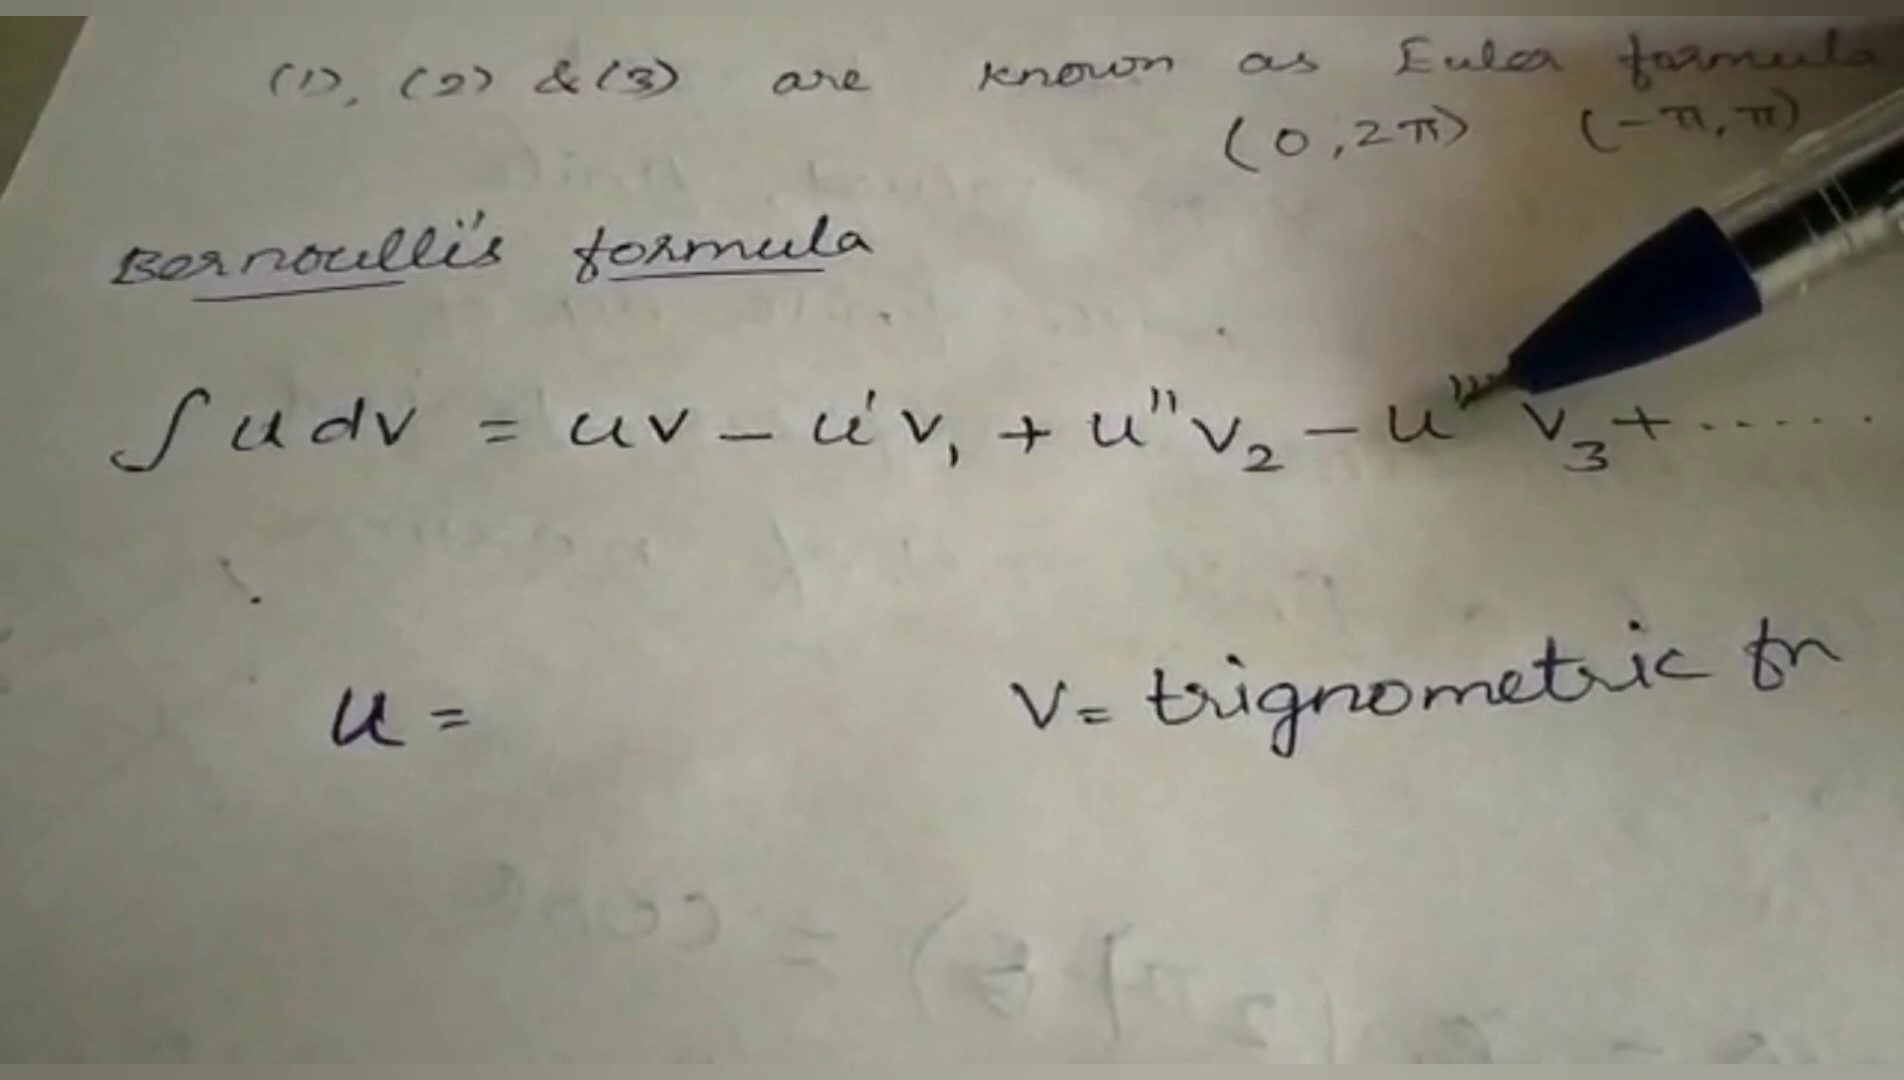 (1), (2) & (3) are known as Euler formula
(0, 2π) (-π, π)
Bernoulli's formula
∫ u dv = uv - u'v₁ + u''v₂ - u''' v₃ + ......
u = v = trignometric fn